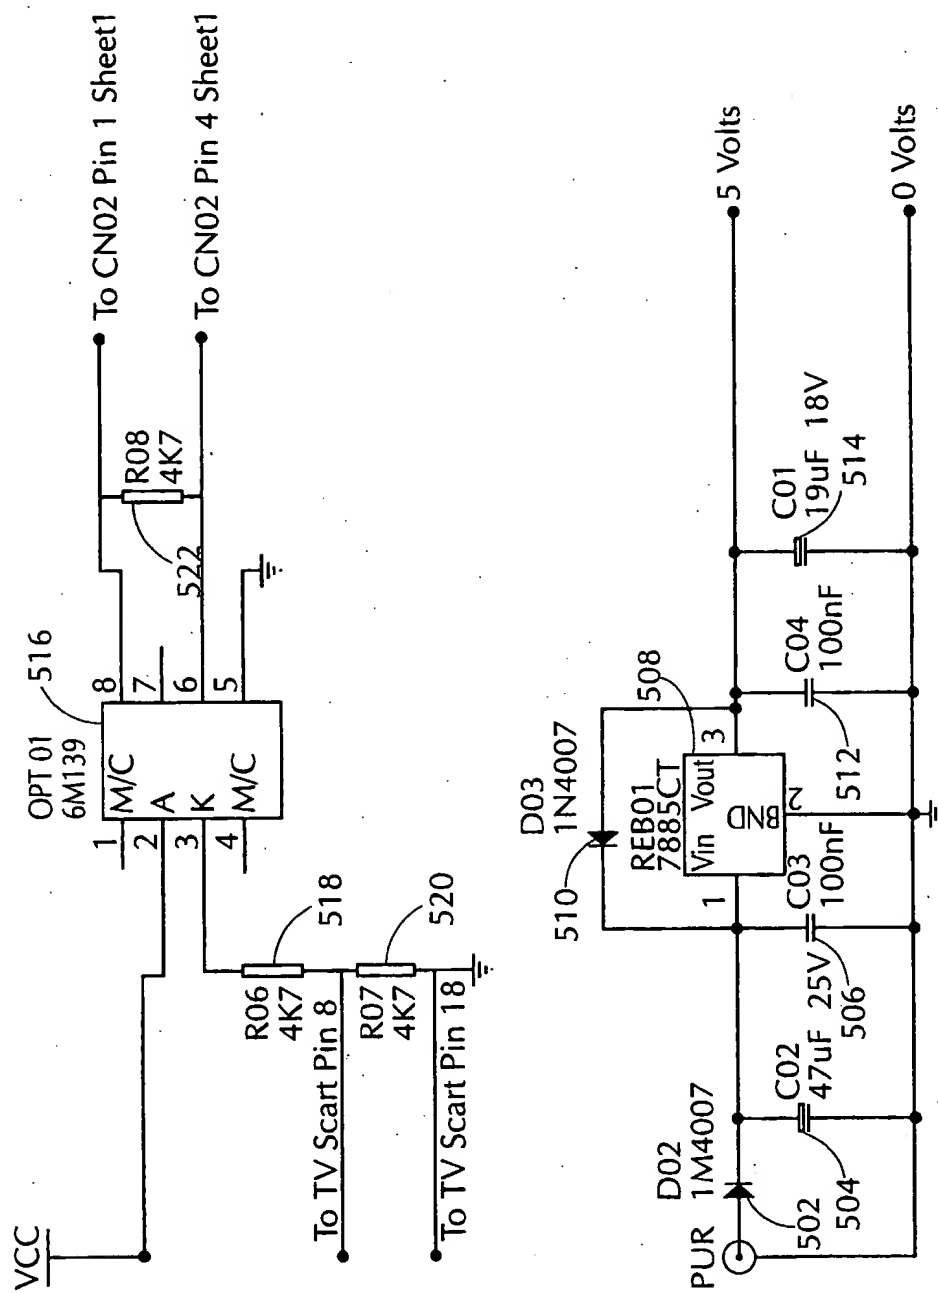 VCC
OPT 01
6M139
516
1
M/C
8
2
A
7
3
K
6
4
M/C
5
To CN02 Pin 1 Sheet1
To CN02 Pin 4 Sheet1
R08
4K7
522
R06
4K7
518
R07
4K7
520
To TV Scart Pin 8
To TV Scart Pin 18
D03
1N4007
510
508
REB01
7885CT
Vin
Vout
BND
1
3
2
PUR
D02
1M4007
502
C02
47uF
25V
504
C03
100nF
506
C04
100nF
512
C01
19uF
18V
514
5 Volts
0 Volts